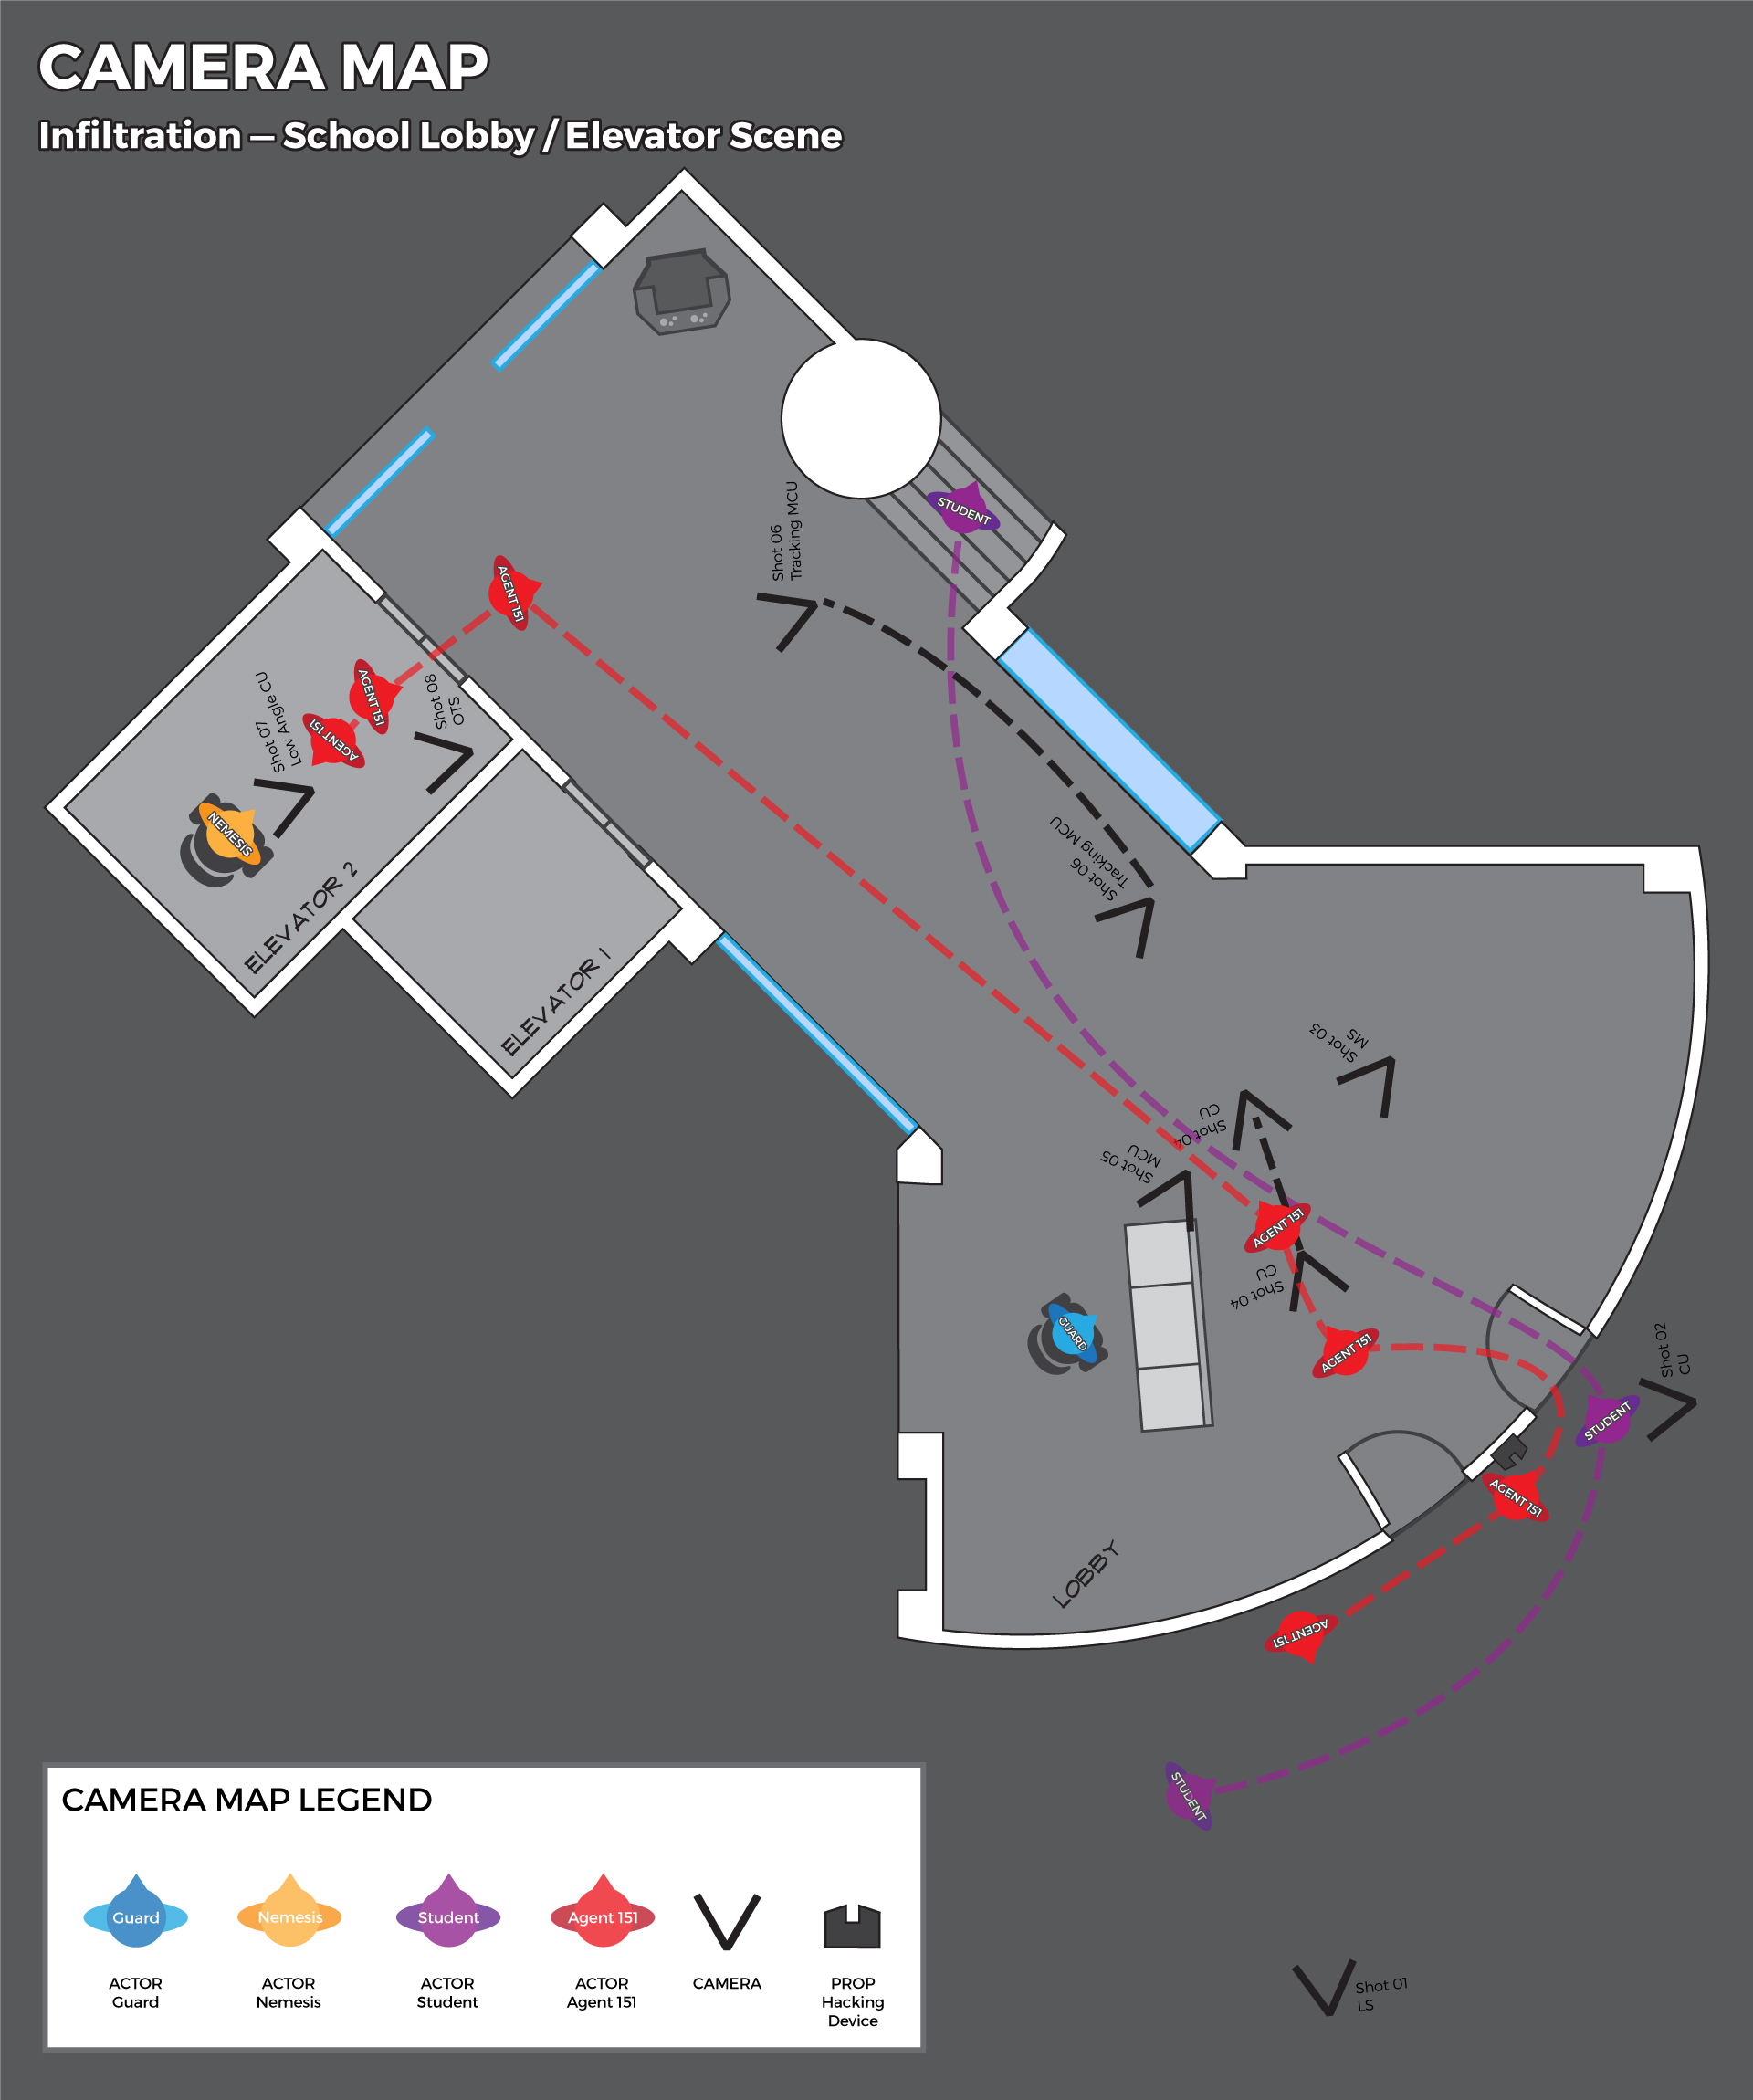 CAMERA MAP
Infiltration – School Lobby / Elevator Scene
STUDENT
Shot 06
Tracking MCU
AGENT 151
AGENT 151
AGENT 151
Shot 08
OTS
Shot 07
Low Angle CU
NEMESIS
ELEVATOR 2
ELEVATOR 1
Shot 06
Tracking MCU
Shot 03
MS
Shot 04
CU
Shot 05
MCU
AGENT 151
Shot 04
CU
GUARD
AGENT 151
Shot 02
CU
STUDENT
AGENT 151
LOBBY
AGENT 151
STUDENT
CAMERA MAP LEGEND
Guard
Nemesis
Student
Agent 151
ACTOR
Guard
ACTOR
Nemesis
ACTOR
Student
ACTOR
Agent 151
CAMERA
PROP
Hacking
Device
Shot 01
LS